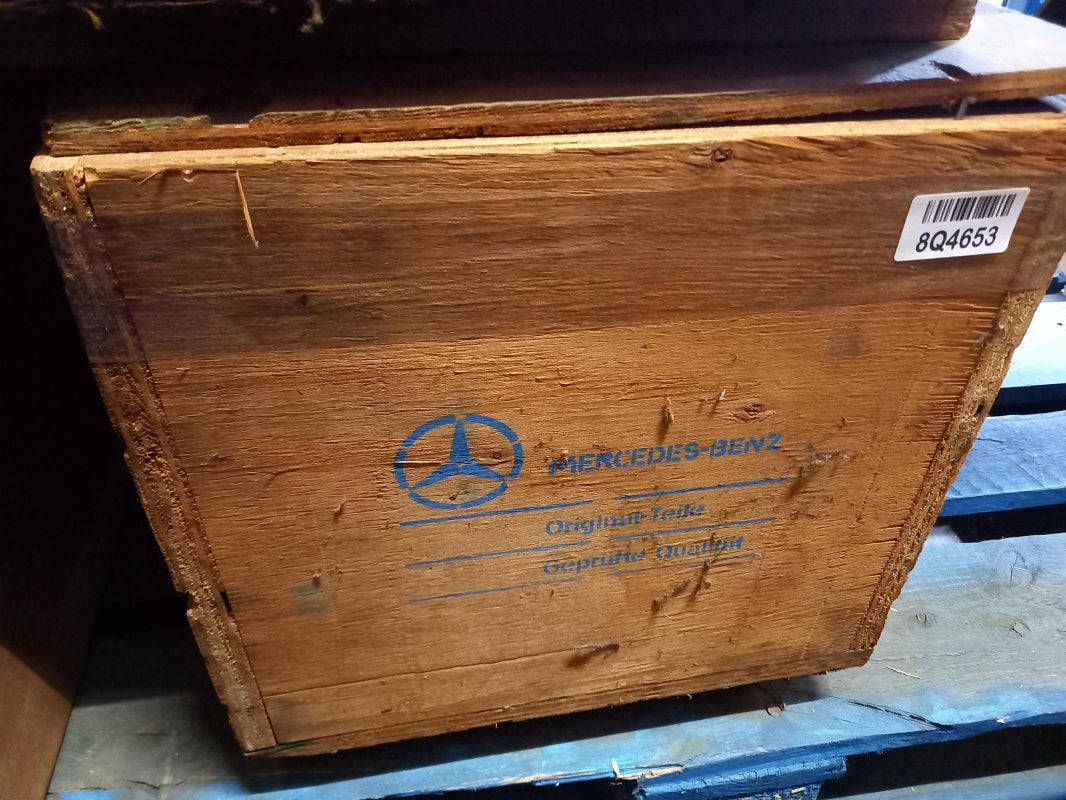 8Q4653
MERCEDES-BENZ
Original-Teile
Geprüfte Qualität